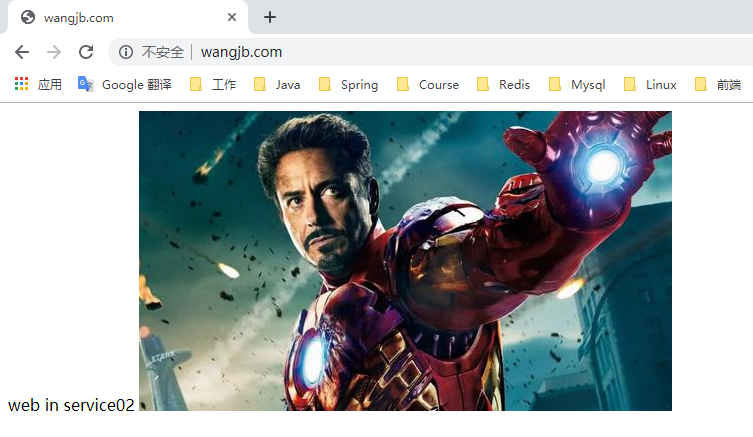 wangjb.com
不安全 wangjb.com
应用 Google 翻译 工作 Java Spring Course Redis Mysql Linux 前端
STARK
web in service02